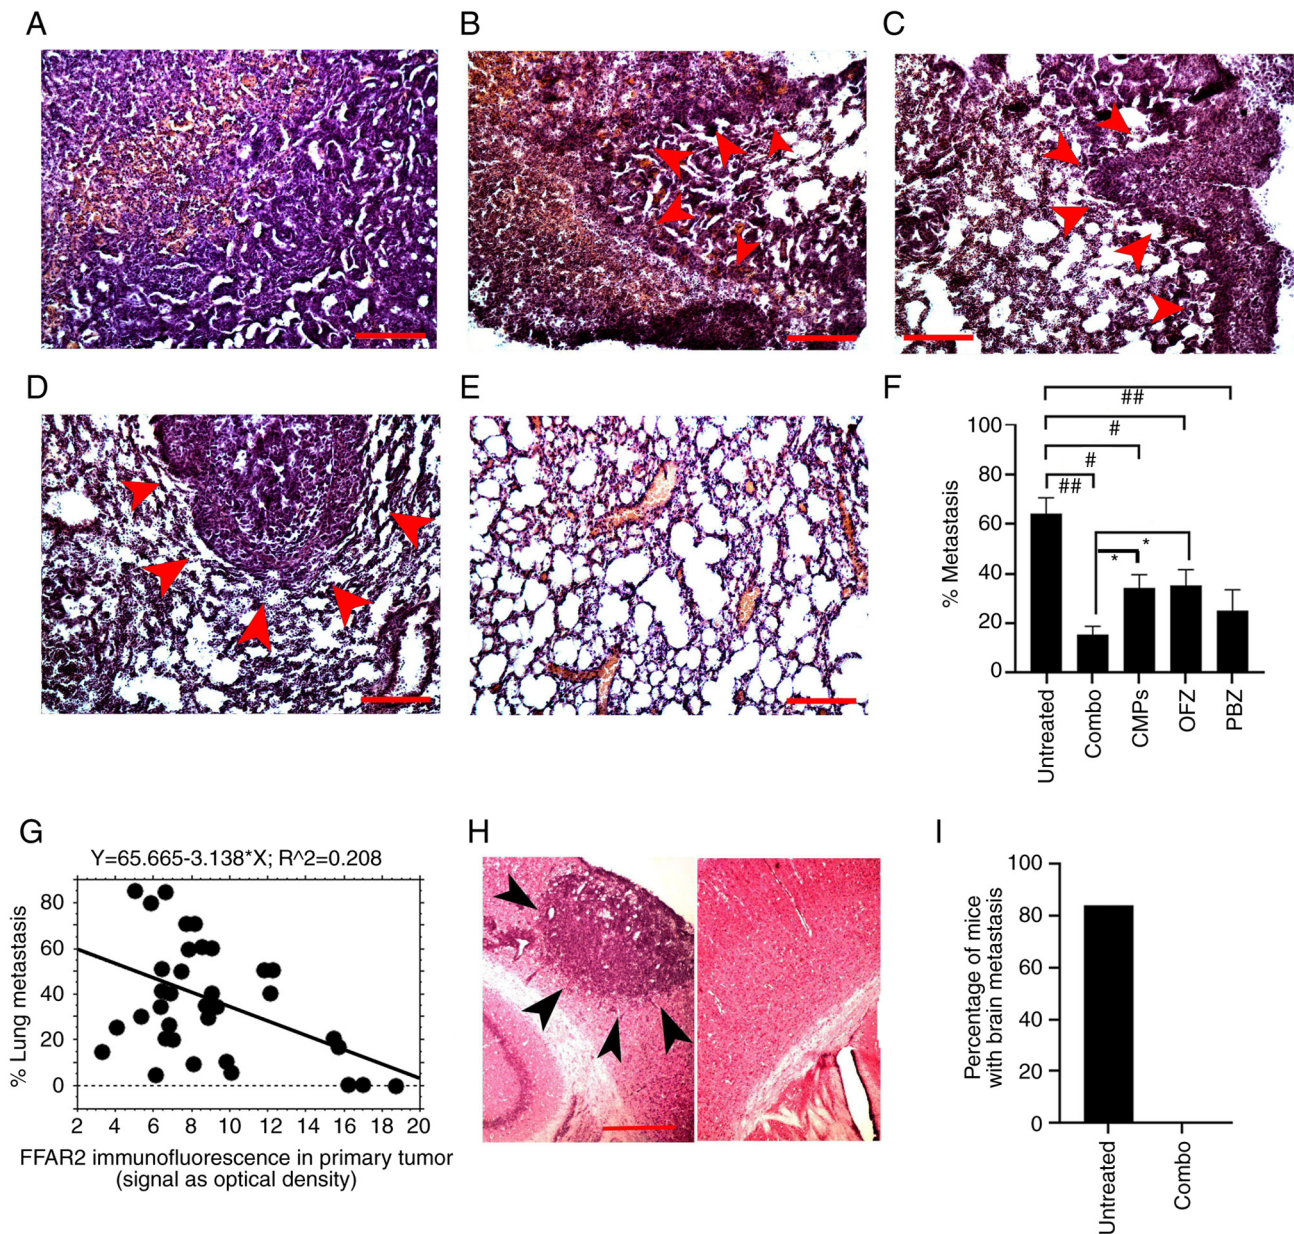 A
B
C
D
E
F
100
80
60
40
20
0
% Metastasis
##
#
#
##
*
*
Untreated
Combo
CMPs
OFZ
PBZ
G
Y=65.665-3.138*X; R^2=0.208
80
60
40
20
0
% Lung metastasis
2 4 6 8 10 12 14 16 18 20
FFAR2 immunofluorescence in primary tumor
(signal as optical density)
H
I
100
80
60
40
20
0
Percentage of mice
with brain metastasis
Untreated
Combo